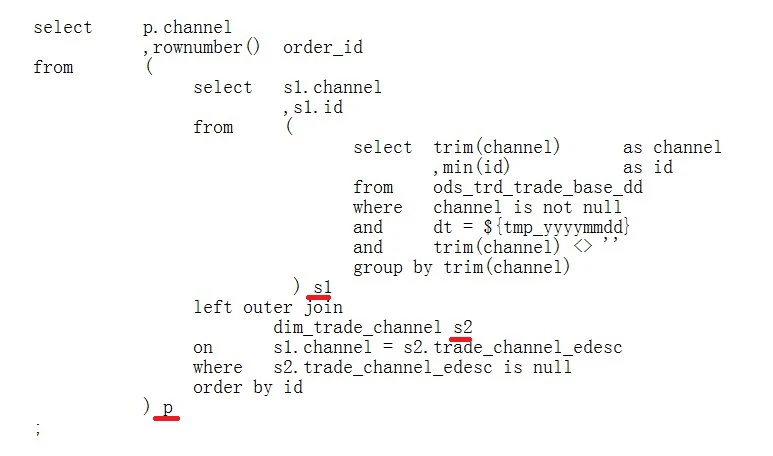 select p.channel
,rownumber() order_id
from (
select s1.channel
,s1.id
from (
select trim(channel) as channel
,min(id) as id
from ods_trd_trade_base_dd
where channel is not null
and dt = ${tmp_yyyymmdd}
and trim(channel) <> ''
group by trim(channel)
) s1
left outer join
dim_trade_channel s2
on s1.channel = s2.trade_channel_edesc
where s2.trade_channel_edesc is null
order by id
) p
;